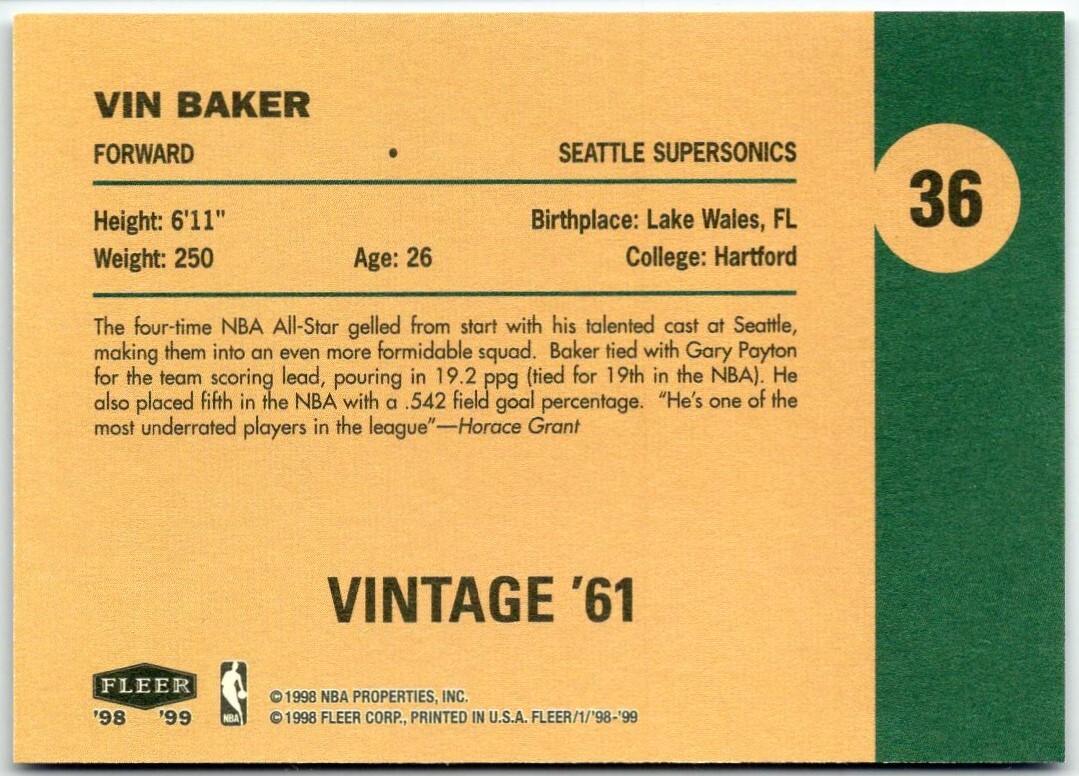 VIN BAKER
FORWARD • SEATTLE SUPERSONICS
36
Height: 6'11" Birthplace: Lake Wales, FL
Weight: 250 Age: 26 College: Hartford
The four-time NBA All-Star gelled from start with his talented cast at Seattle,
making them into an even more formidable squad. Baker tied with Gary Payton
for the team scoring lead, pouring in 19.2 ppg (tied for 19th in the NBA). He
also placed fifth in the NBA with a .542 field goal percentage. "He's one of the
most underrated players in the league"—Horace Grant
VINTAGE '61
FLEER
'98 '99
NBA
©1998 NBA PROPERTIES, INC.
©1998 FLEER CORP., PRINTED IN U.S.A. FLEER/1/'98-'99